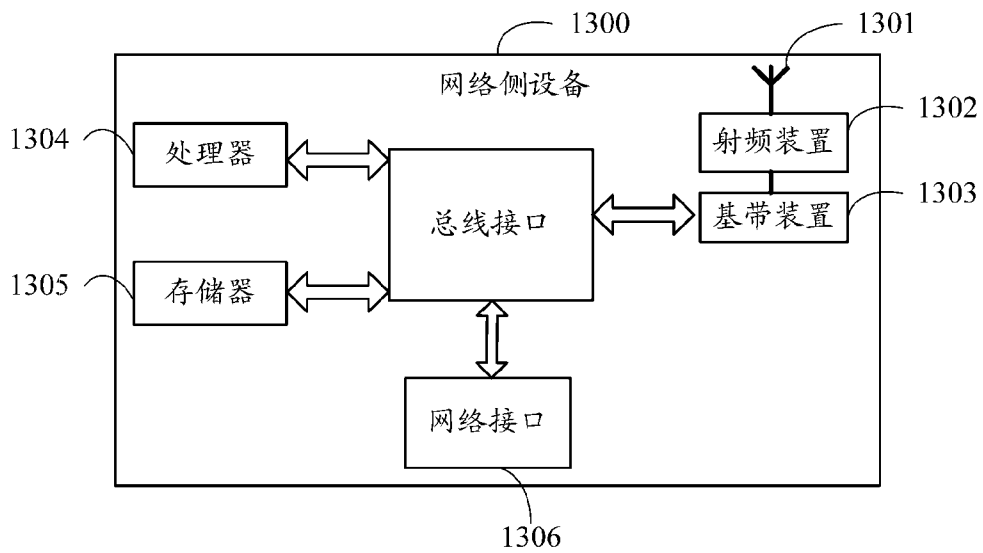 1300
1301
网络侧设备
1302
1304
处理器
射频装置
1303
总线接口
基带装置
1305
存储器
网络接口
1306